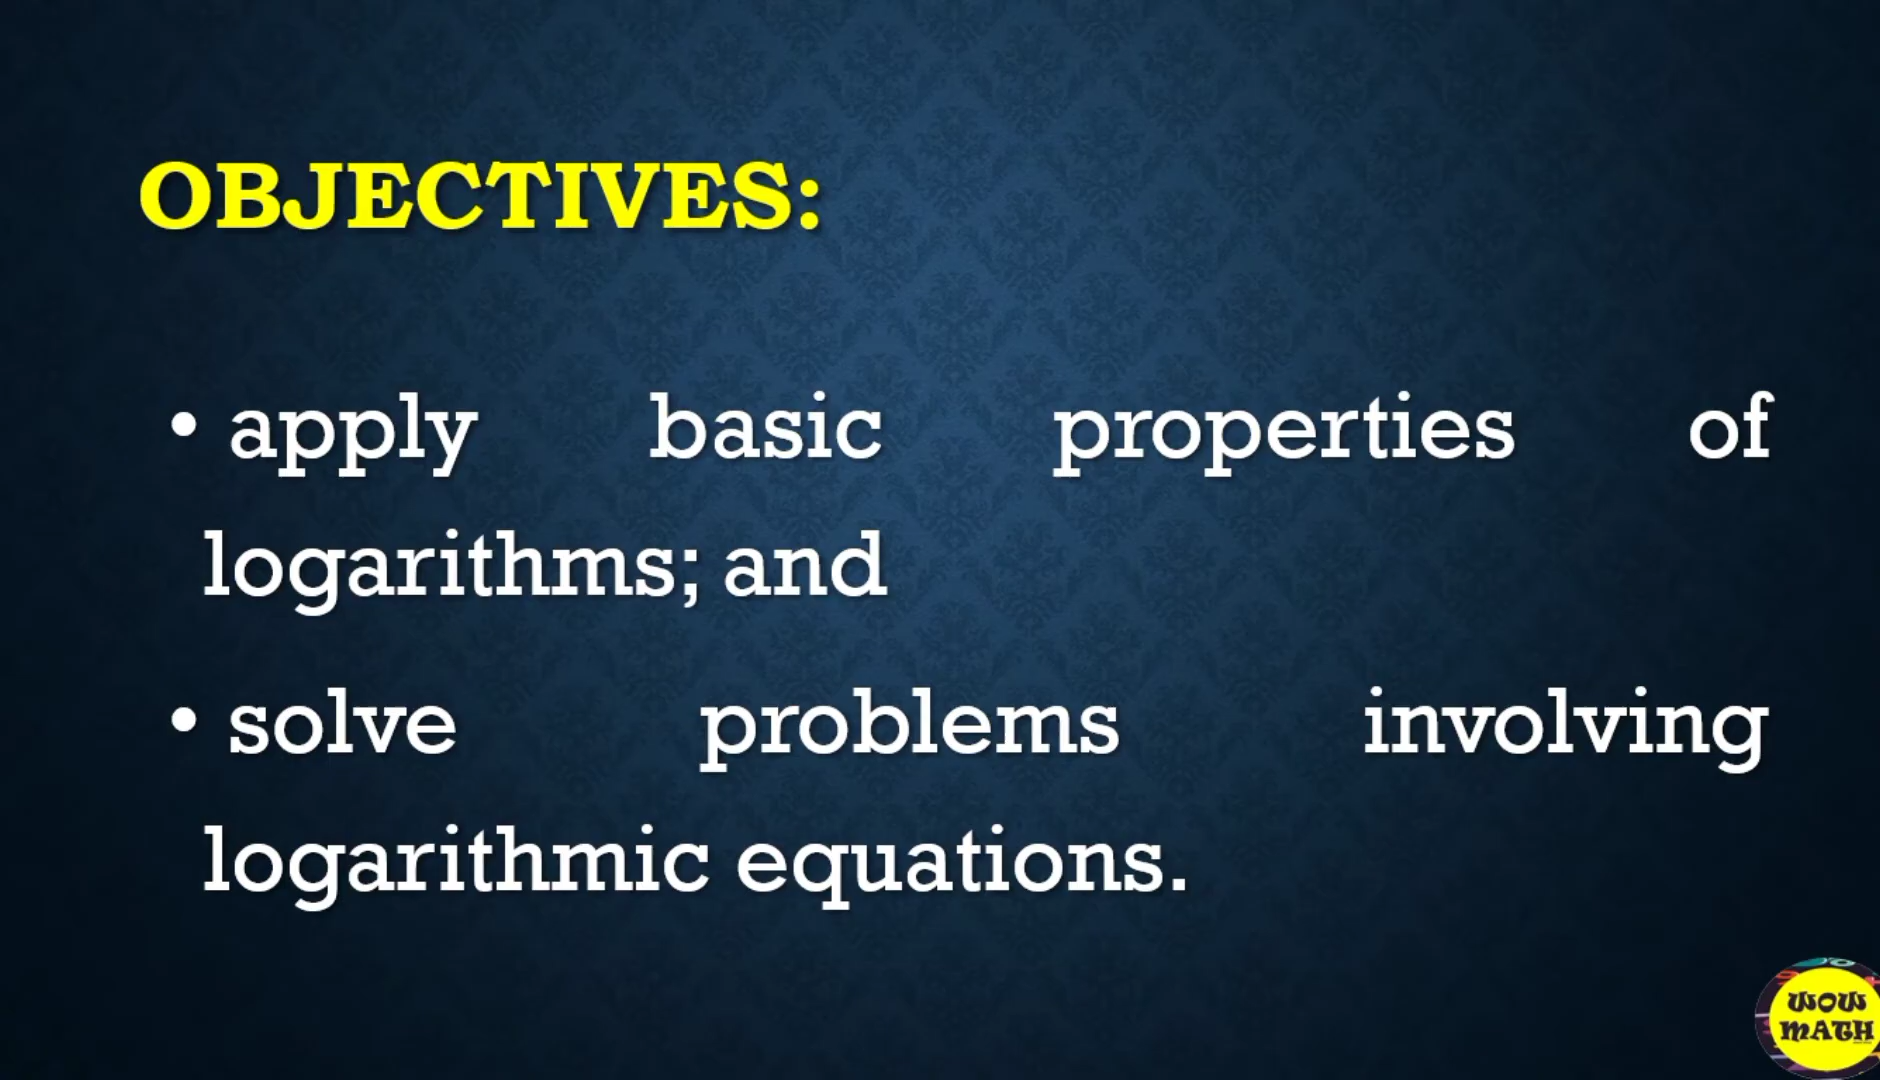 OBJECTIVES:
• apply basic properties of
logarithms; and
• solve problems involving
logarithmic equations.
WOW
MATH